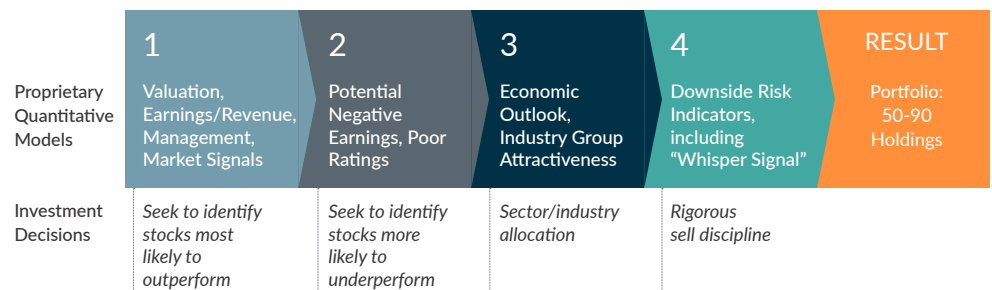 Proprietary
Quantitative
Models
1
Valuation,
Earnings/Revenue,
Management,
Market Signals
2
Potential
Negative
Earnings, Poor
Ratings
3
Economic
Outlook,
Industry Group
Attractiveness
4
Downside Risk
Indicators,
including
“Whisper Signal”
RESULT
Portfolio:
50-90
Holdings
Investment
Decisions
Seek to identify
stocks most
likely to
outperform
Seek to identify
stocks more
likely to
underperform
Sector/industry
allocation
Rigorous
sell discipline